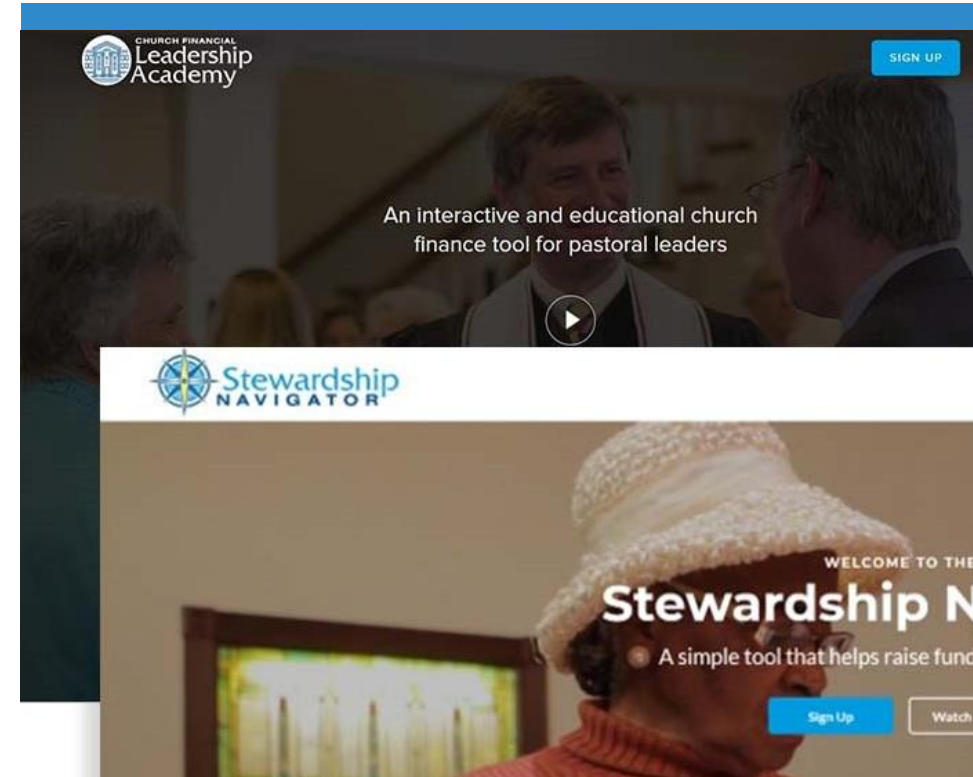 CHURCH FINANCIAL
Leadership
Academy
SIGN UP
An interactive and educational church
finance tool for pastoral leaders
Stewardship
NAVIGATOR
WELCOME TO THE
Stewardship N
A simple tool that helps raise fund
Sign Up
Watch